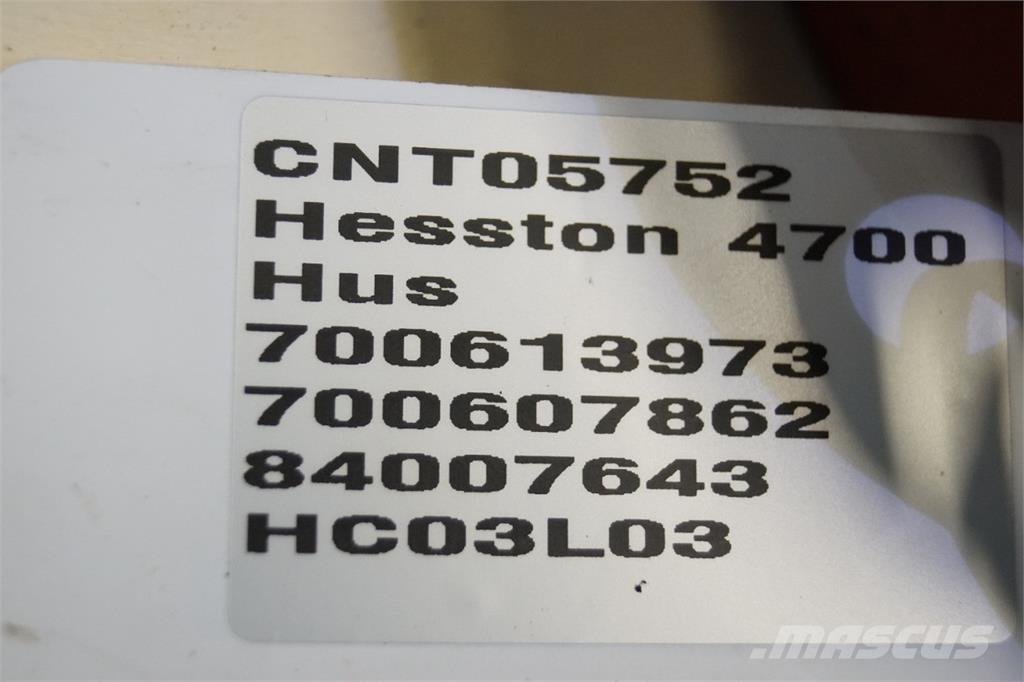 CNT05752
Hesston 4700
Hus
700613973
700607862
84007643
HC03L03
.MASCUS